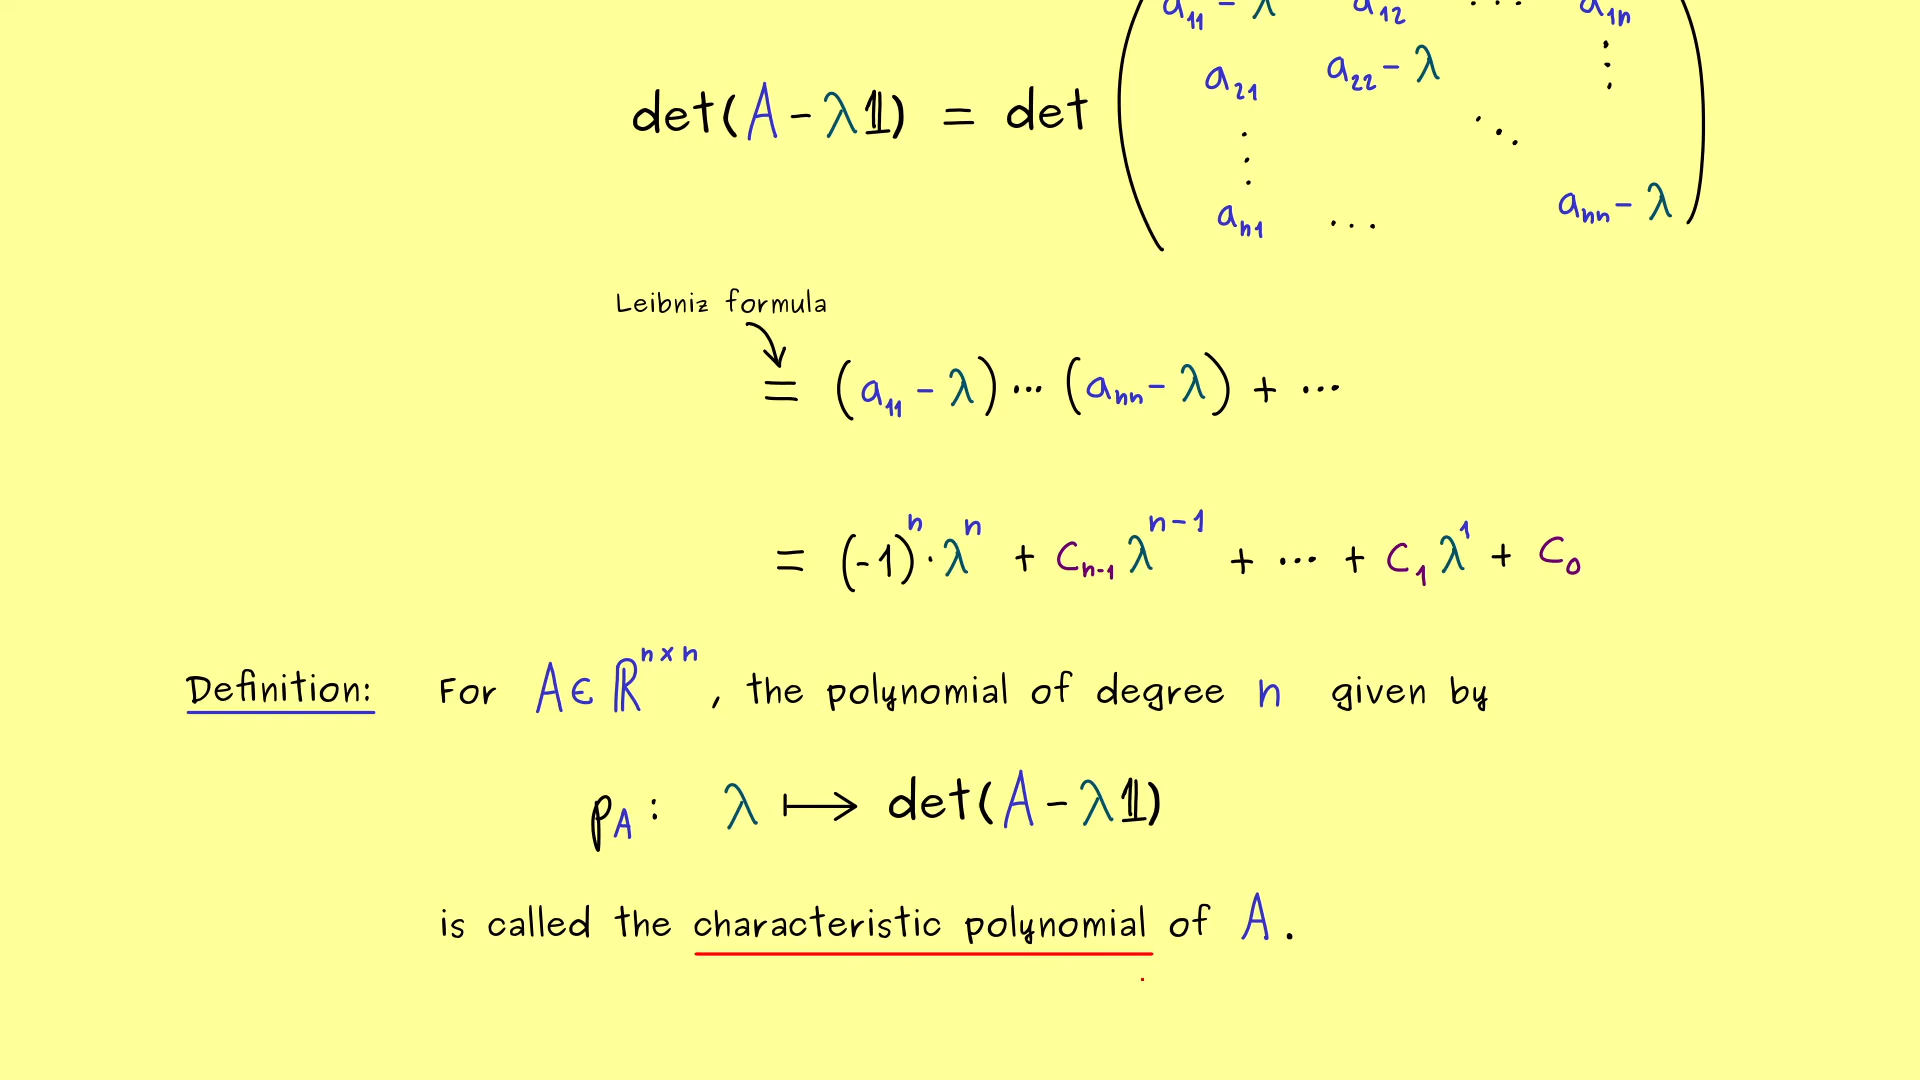 a₁₁ − λ a₁₂ ⋯ a₁ₙ
a₂₁ a₂₂ − λ ⋮
det(A − λ𝟙) = det
⋮ ⋱
aₙ₁ ⋯ aₙₙ − λ
Leibniz formula
= (a₁₁ − λ) ⋯ (aₙₙ − λ) + ⋯
= (-1)ⁿ · λⁿ + cₙ₋₁ λⁿ⁻¹ + ⋯ + c₁ λ¹ + c₀
Definition: For A ∈ ℝⁿˣⁿ , the polynomial of degree n given by
p_A : λ ⟼ det(A − λ𝟙)
is called the characteristic polynomial of A .